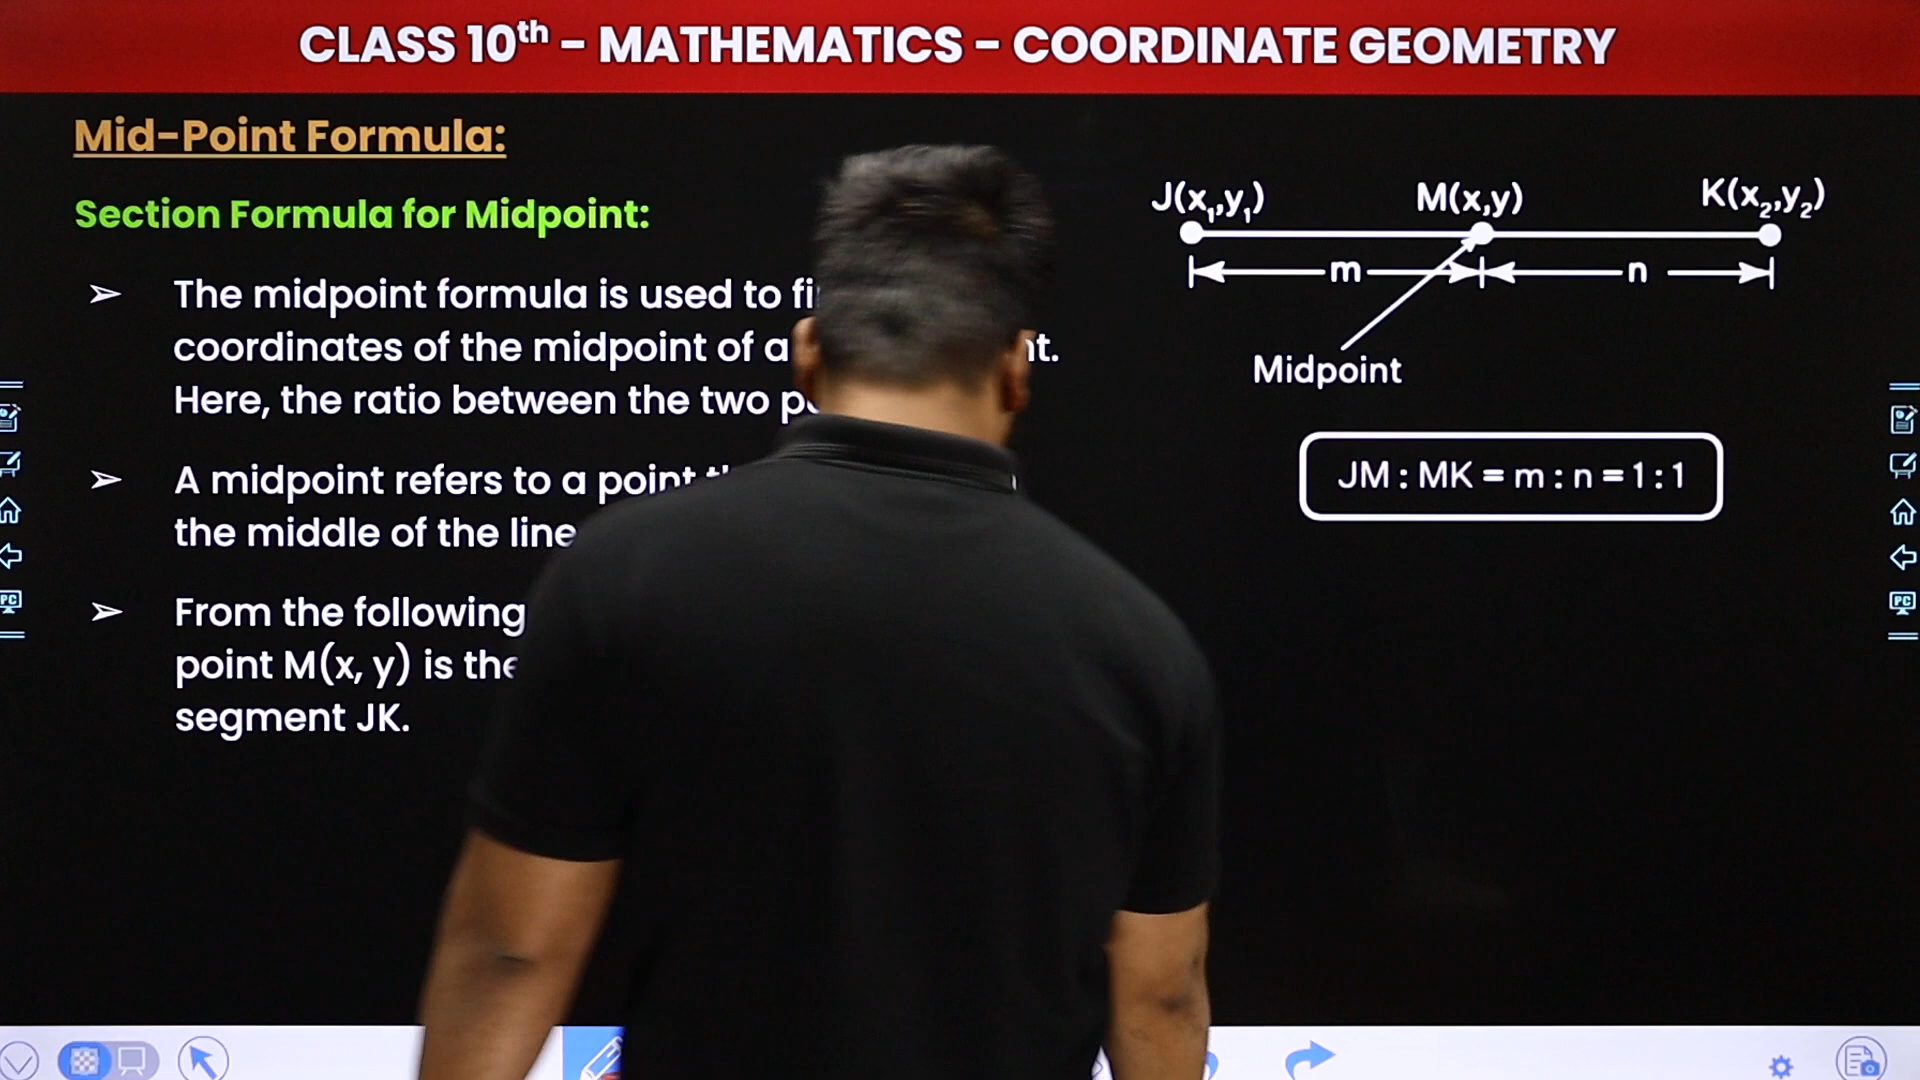 CLASS 10th - MATHEMATICS - COORDINATE GEOMETRY
Mid-Point Formula:
Section Formula for Midpoint:
➢ The midpoint formula is used to
coordinates of the midpoint of a
Here, the ratio between the two
➢ A midpoint refers to a point
the middle of the line
➢ From the following
point M(x, y) is the
segment JK.
J(x₁,y₁) M(x,y) K(x₂,y₂)
m n
Midpoint
JM : MK = m : n = 1 : 1
PC PC